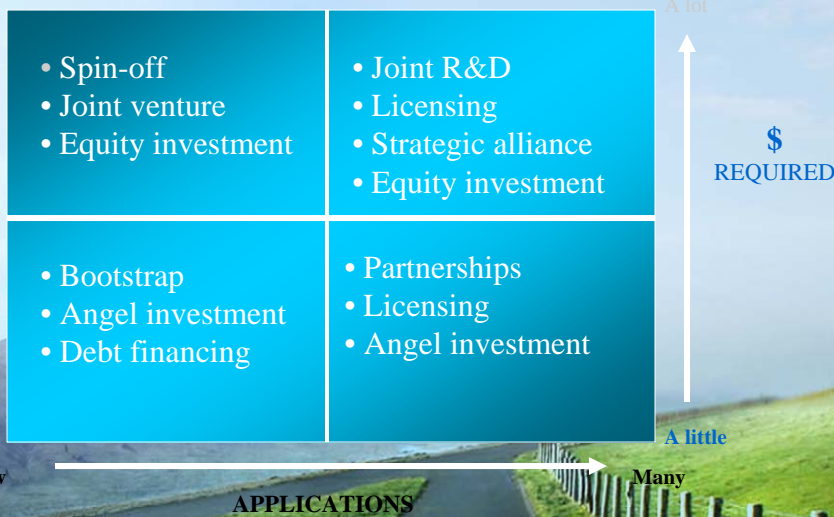 A lot
• Spin-off
• Joint venture
• Equity investment
• Joint R&D
• Licensing
• Strategic alliance
• Equity investment
$
REQUIRED
• Bootstrap
• Angel investment
• Debt financing
• Partnerships
• Licensing
• Angel investment
A little
Many
APPLICATIONS